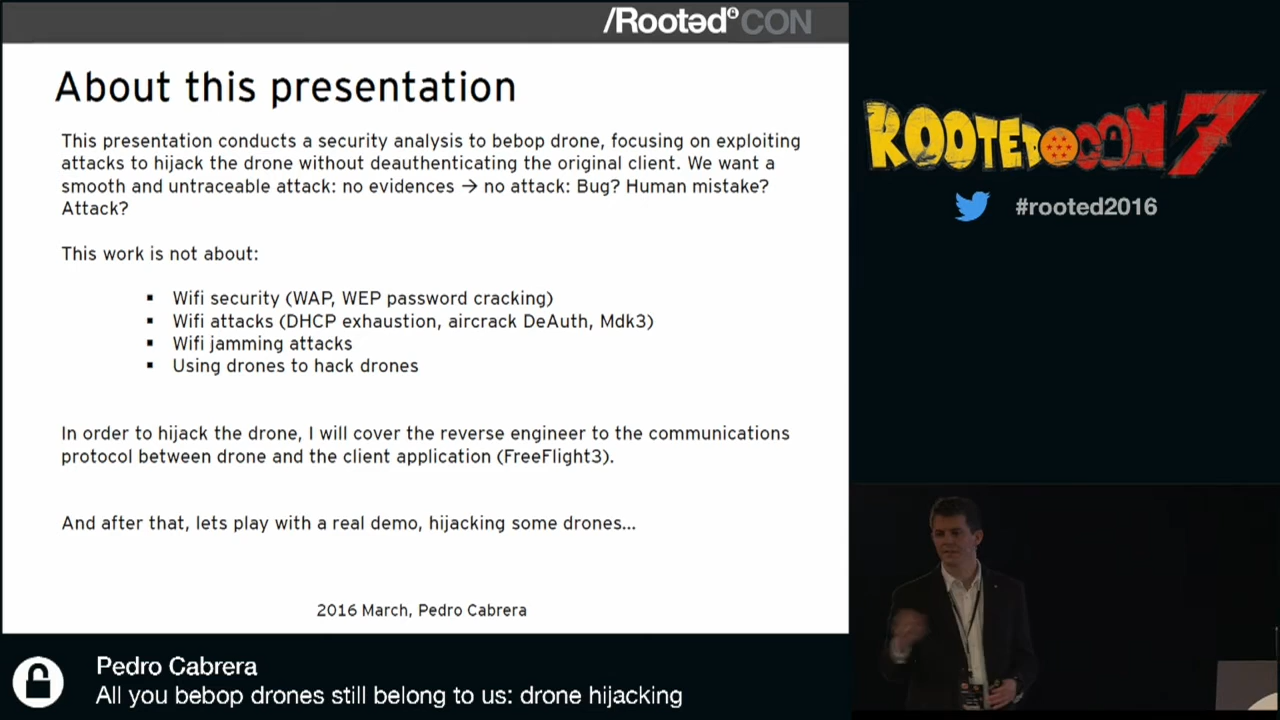 /Rootəd CON
About this presentation
This presentation conducts a security analysis to bebop drone, focusing on exploiting
attacks to hijack the drone without deauthenticating the original client. We want a
smooth and untraceable attack: no evidences → no attack: Bug? Human mistake?
Attack?
This work is not about:
▪ Wifi security (WAP, WEP password cracking)
▪ Wifi attacks (DHCP exhaustion, aircrack DeAuth, Mdk3)
▪ Wifi jamming attacks
▪ Using drones to hack drones
In order to hijack the drone, I will cover the reverse engineer to the communications
protocol between drone and the client application (FreeFlight3).
And after that, lets play with a real demo, hijacking some drones...
2016 March, Pedro Cabrera
ROOTED CON 7
#rooted2016
Pedro Cabrera
All you bebop drones still belong to us: drone hijacking